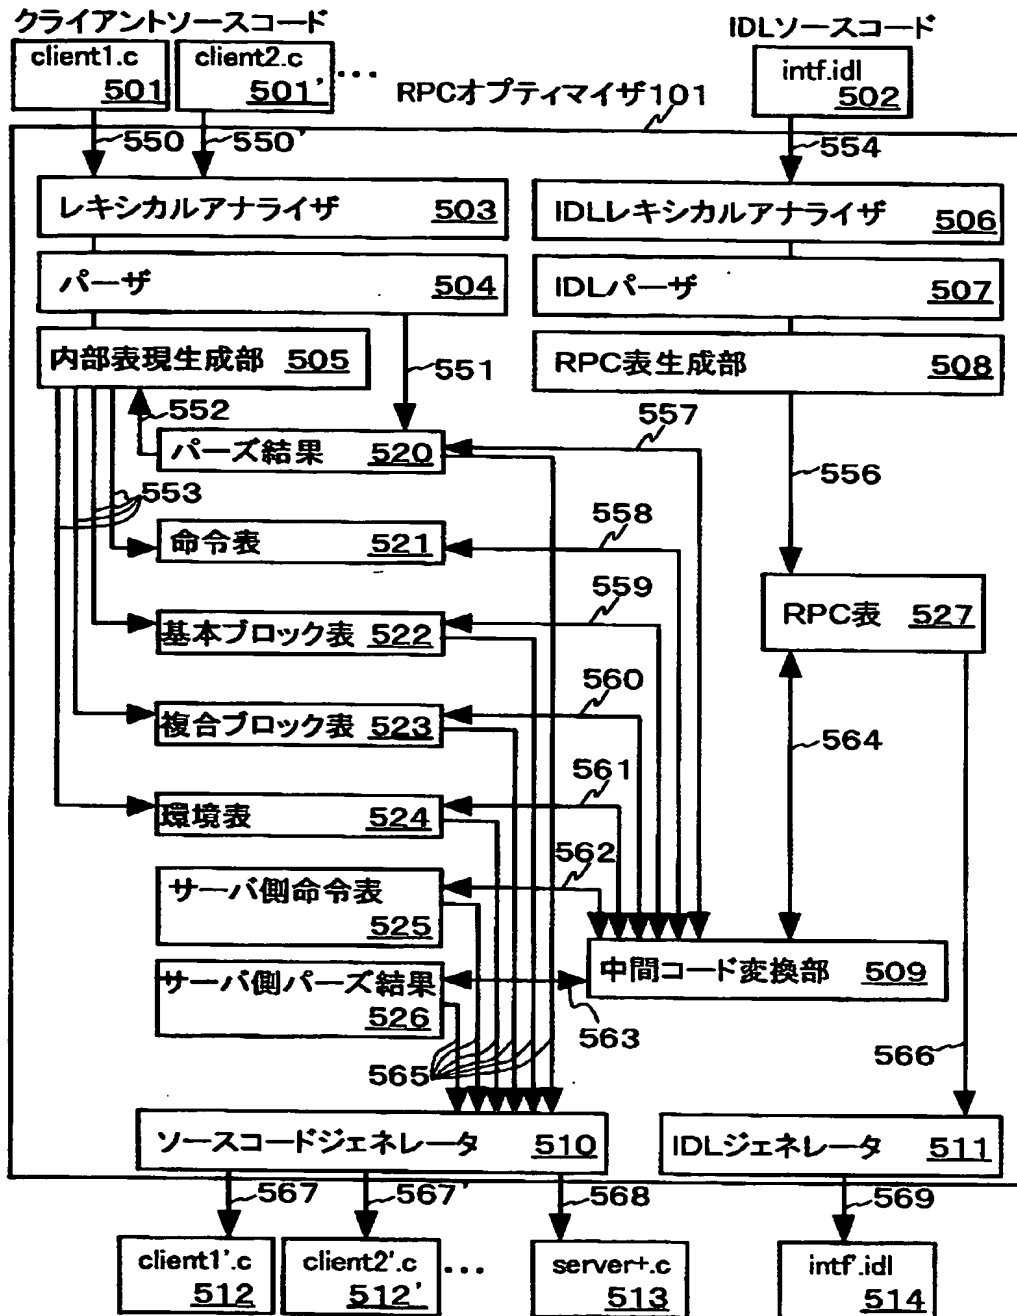 クライアントソースコード
IDLソースコード
client1.c
501
client2.c
501'
...
intf.idl
502
RPCオプティマイザ101
550
550'
554
レキシカルアナライザ 503
IDLレキシカルアナライザ 506
パーザ 504
IDLパーザ 507
内部表現生成部 505
551
RPC表生成部 508
552
557
パーズ結果 520
556
553
558
命令表 521
559
RPC表 527
基本ブロック表 522
560
複合ブロック表 523
564
561
環境表 524
562
サーバ側命令表
525
中間コード変換部 509
サーバ側パーズ結果
526
563
565
566
ソースコードジェネレータ 510
IDLジェネレータ 511
567
567'
568
569
client1'.c
512
client2'.c
512'
...
server+.c
513
intf'.idl
514